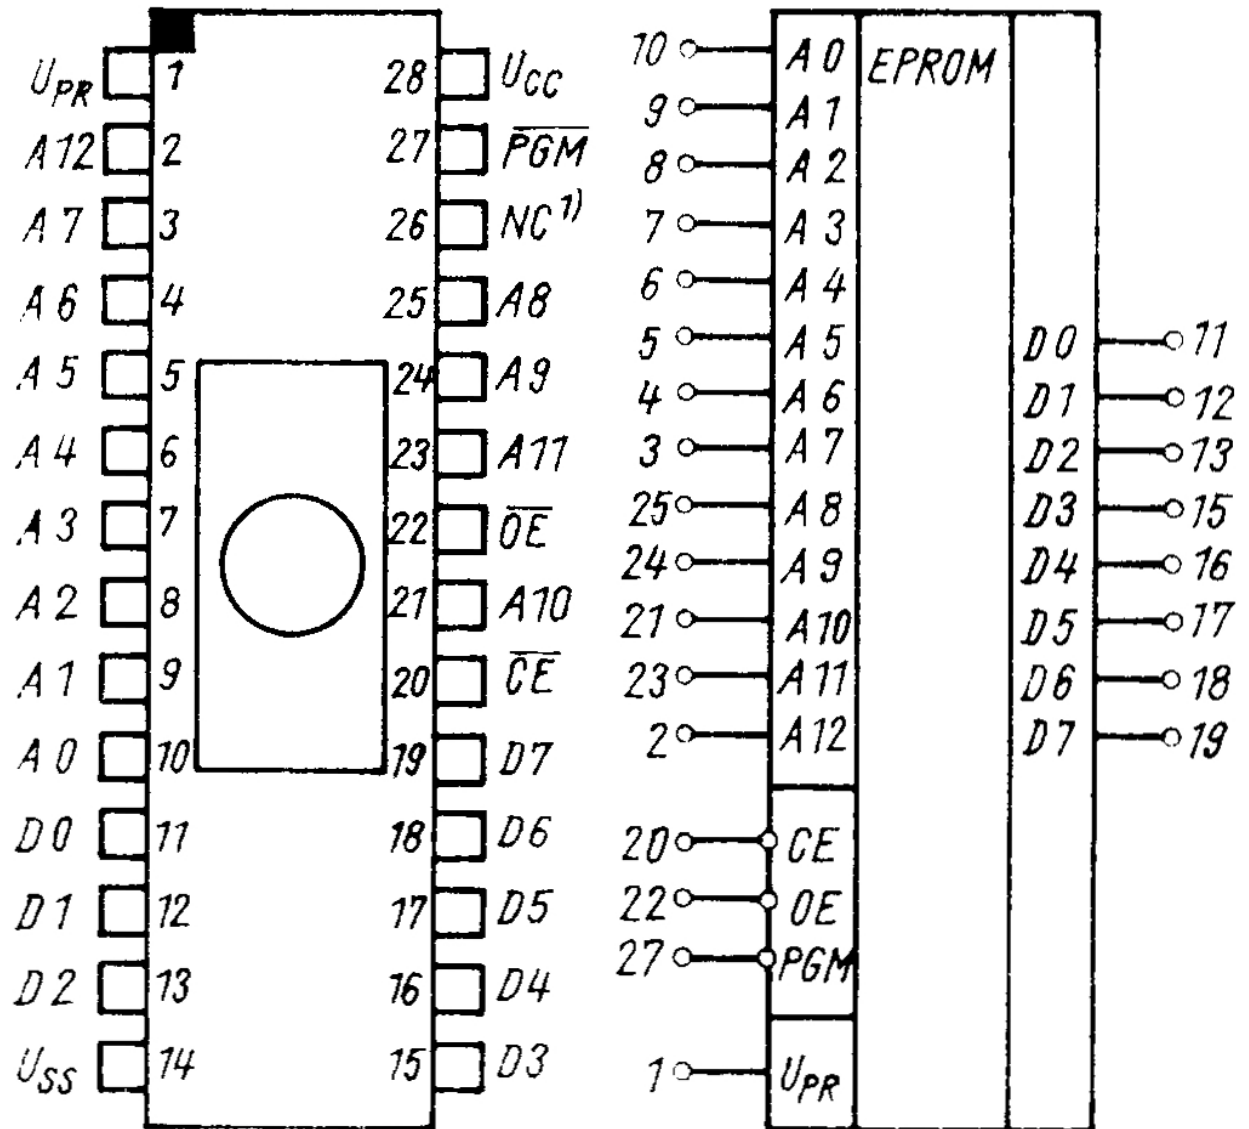 U_PR 1 28 U_CC
A12 2 27 P̅G̅M̅
A7 3 26 NC ¹⁾
A6 4 25 A8
A5 5 24 A9
A4 6 23 A11
A3 7 22 O̅E̅
A2 8 21 A10
A1 9 20 C̅E̅
A0 10 19 D7
D0 11 18 D6
D1 12 17 D5
D2 13 16 D4
U_SS 14 15 D3
EPROM
10 A0
9 A1
8 A2
7 A3
6 A4
5 A5
4 A6
3 A7
25 A8
24 A9
21 A10
23 A11
2 A12
20 CE
22 OE
27 PGM
1 U_PR
D0 11
D1 12
D2 13
D3 15
D4 16
D5 17
D6 18
D7 19